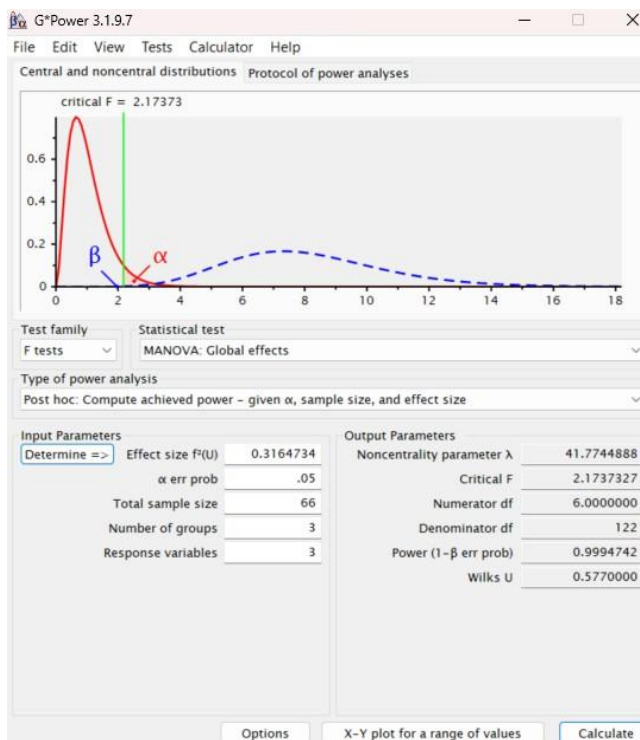 G*Power 3.1.9.7
File Edit View Tests Calculator Help
Central and noncentral distributions Protocol of power analyses
critical F = 2.17373
0.6
0.4
0.2
0
β α
0 2 4 6 8 10 12 14 16 18
Test family Statistical test
F tests MANOVA: Global effects
Type of power analysis
Post hoc: Compute achieved power – given α, sample size, and effect size
Input Parameters Output Parameters
Determine => Effect size f²(U) 0.3164734 Noncentrality parameter λ 41.7744888
α err prob .05 Critical F 2.1737327
Total sample size 66 Numerator df 6.0000000
Number of groups 3 Denominator df 122
Response variables 3 Power (1-β err prob) 0.9994742
Wilks U 0.5770000
Options X-Y plot for a range of values Calculate